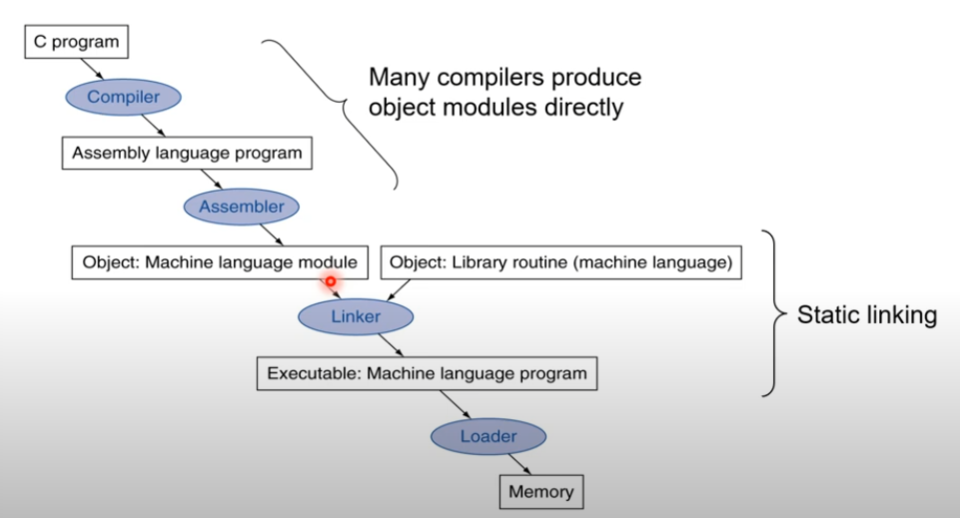 C program
Compiler
Many compilers produce
object modules directly
Assembly language program
Assembler
Object: Machine language module
Object: Library routine (machine language)
Linker
Static linking
Executable: Machine language program
Loader
Memory